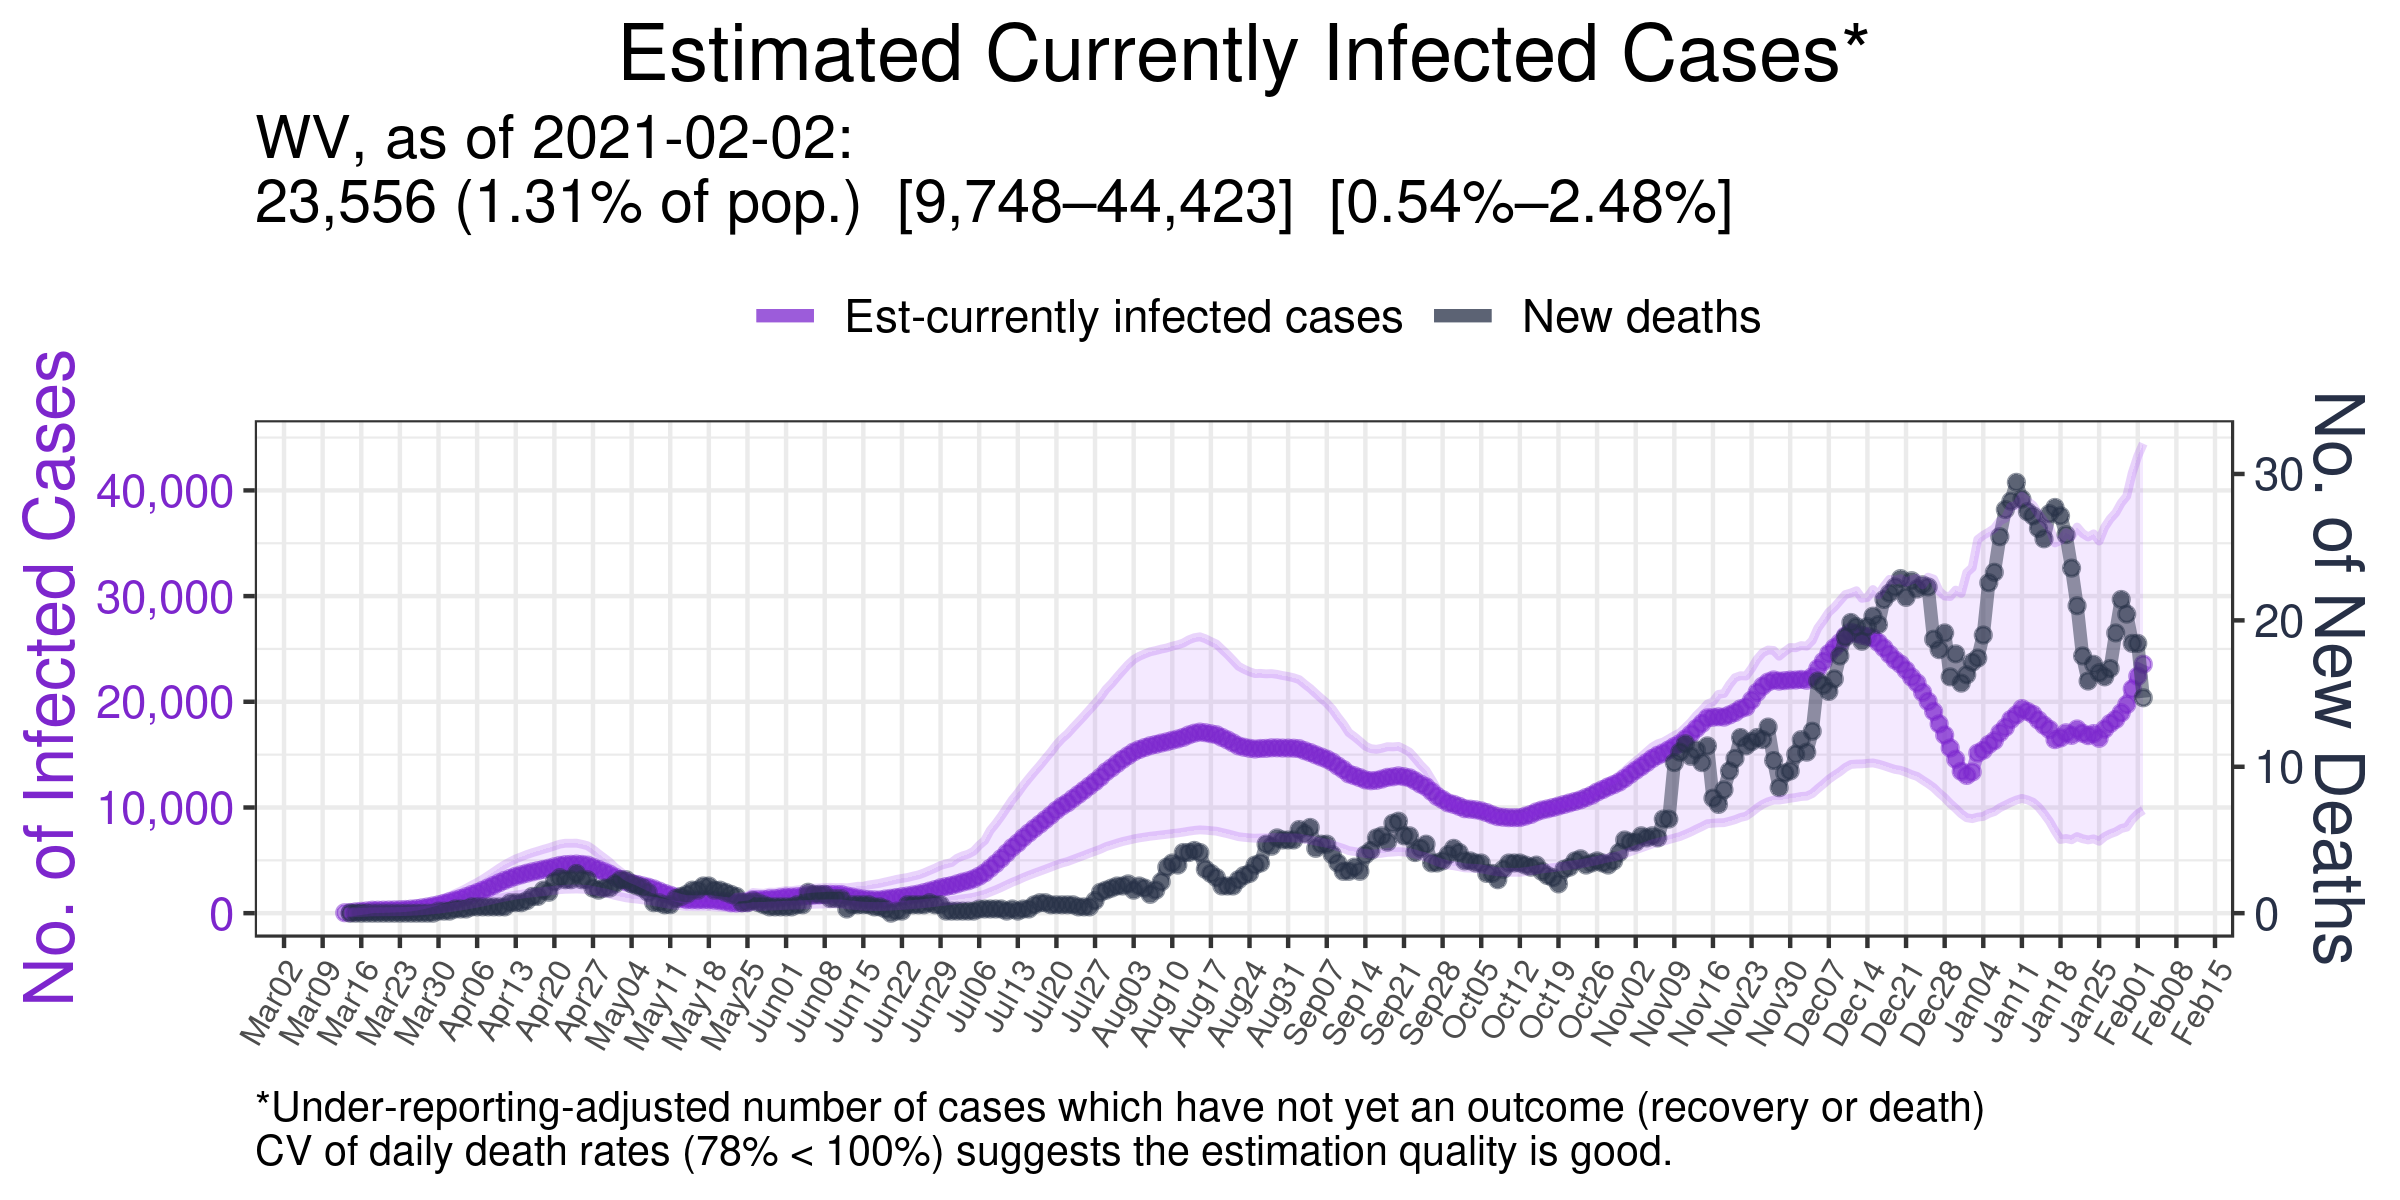 Estimated Currently Infected Cases*
WV, as of 2021-02-02:
23,556 (1.31% of pop.) [9,748–44,423] [0.54%–2.48%]
Est-currently infected cases
New deaths
No. of Infected Cases
40,000
30,000
20,000
10,000
0
30
20
10
0
No. of New Deaths
Mar02
Mar09
Mar16
Mar23
Mar30
Apr06
Apr13
Apr20
Apr27
May04
May11
May18
May25
Jun01
Jun08
Jun15
Jun22
Jun29
Jul06
Jul13
Jul20
Jul27
Aug03
Aug10
Aug17
Aug24
Aug31
Sep07
Sep14
Sep21
Sep28
Oct05
Oct12
Oct19
Oct26
Nov02
Nov09
Nov16
Nov23
Nov30
Dec07
Dec14
Dec21
Dec28
Jan04
Jan11
Jan18
Jan25
Feb01
Feb08
Feb15
*Under-reporting-adjusted number of cases which have not yet an outcome (recovery or death)
CV of daily death rates (78% < 100%) suggests the estimation quality is good.